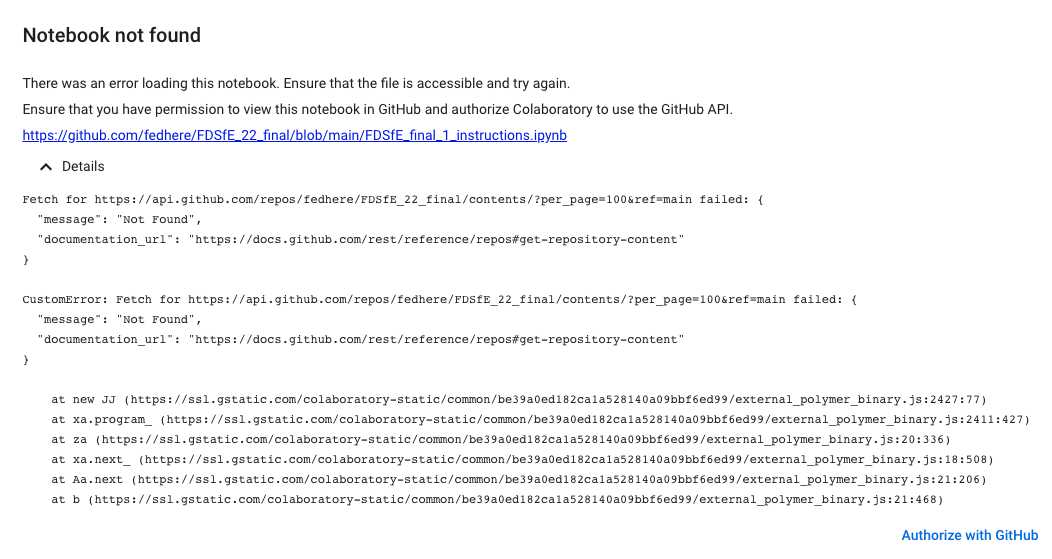 Notebook not found
There was an error loading this notebook. Ensure that the file is accessible and try again.
Ensure that you have permission to view this notebook in GitHub and authorize Colaboratory to use the GitHub API.
https://github.com/fedhere/FDSfE_22_final/blob/main/FDSfE_final_1_instructions.ipynb
Details
Fetch for https://api.github.com/repos/fedhere/FDSfE_22_final/contents/?per_page=100&ref=main failed: {
  "message": "Not Found",
  "documentation_url": "https://docs.github.com/rest/reference/repos#get-repository-content"
}
CustomError: Fetch for https://api.github.com/repos/fedhere/FDSfE_22_final/contents/?per_page=100&ref=main failed: {
  "message": "Not Found",
  "documentation_url": "https://docs.github.com/rest/reference/repos#get-repository-content"
}
    at new JJ (https://ssl.gstatic.com/colaboratory-static/common/be39a0ed182ca1a528140a09bbf6ed99/external_polymer_binary.js:2427:77)
    at xa.program_ (https://ssl.gstatic.com/colaboratory-static/common/be39a0ed182ca1a528140a09bbf6ed99/external_polymer_binary.js:2411:427)
    at za (https://ssl.gstatic.com/colaboratory-static/common/be39a0ed182ca1a528140a09bbf6ed99/external_polymer_binary.js:20:336)
    at xa.next_ (https://ssl.gstatic.com/colaboratory-static/common/be39a0ed182ca1a528140a09bbf6ed99/external_polymer_binary.js:18:508)
    at Aa.next (https://ssl.gstatic.com/colaboratory-static/common/be39a0ed182ca1a528140a09bbf6ed99/external_polymer_binary.js:21:206)
    at b (https://ssl.gstatic.com/colaboratory-static/common/be39a0ed182ca1a528140a09bbf6ed99/external_polymer_binary.js:21:468)
Authorize with GitHub